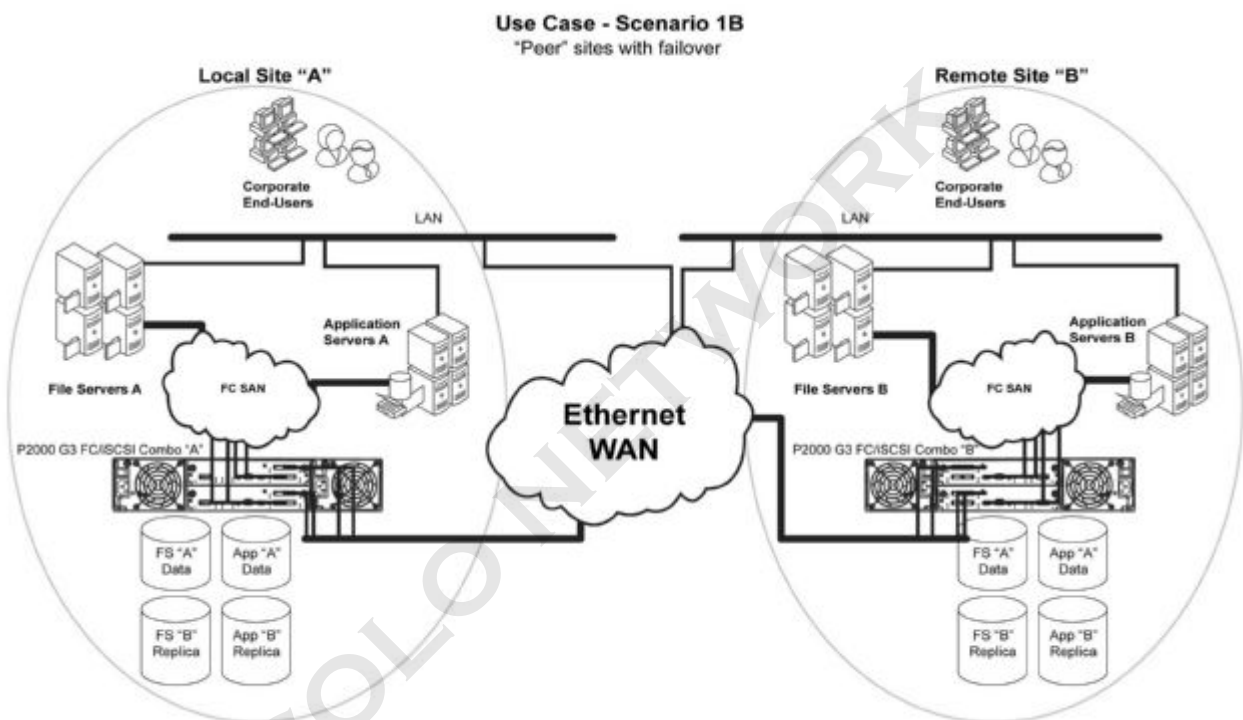 Use Case - Scenario 1B
"Peer" sites with failover
Local Site "A"
Remote Site "B"
Corporate
End-Users
Corporate
End-Users
LAN
LAN
File Servers A
FC SAN
Application
Servers A
Ethernet
WAN
File Servers B
FC SAN
Application
Servers B
P2000 G3 FC/iSCSI Combo "A"
P2000 G3 FC/iSCSI Combo "B"
FS "A"
Data
App "A"
Data
FS "B"
Replica
App "B"
Replica
FS "A"
Data
App "A"
Data
FS "B"
Replica
App "B"
Replica
OLO NETWORK